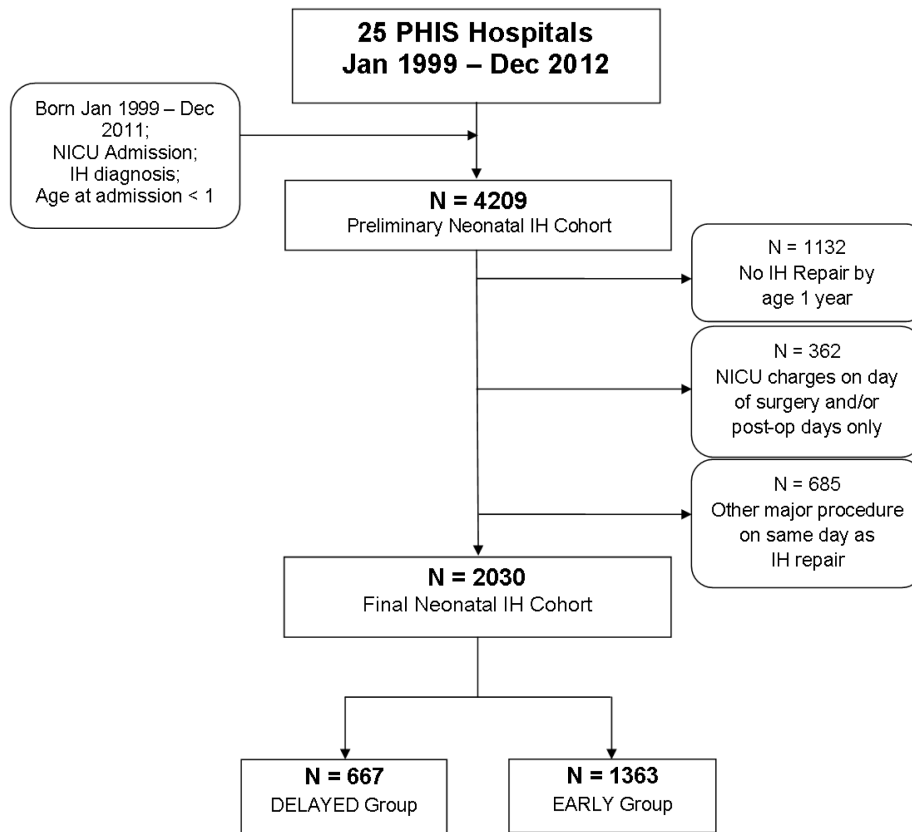 25 PHIS Hospitals
Jan 1999 – Dec 2012
Born Jan 1999 – Dec
2011;
NICU Admission;
IH diagnosis;
Age at admission < 1
N = 4209
Preliminary Neonatal IH Cohort
N = 1132
No IH Repair by
age 1 year
N = 362
NICU charges on day
of surgery and/or
post-op days only
N = 685
Other major procedure
on same day as
IH repair
N = 2030
Final Neonatal IH Cohort
N = 667
DELAYED Group
N = 1363
EARLY Group